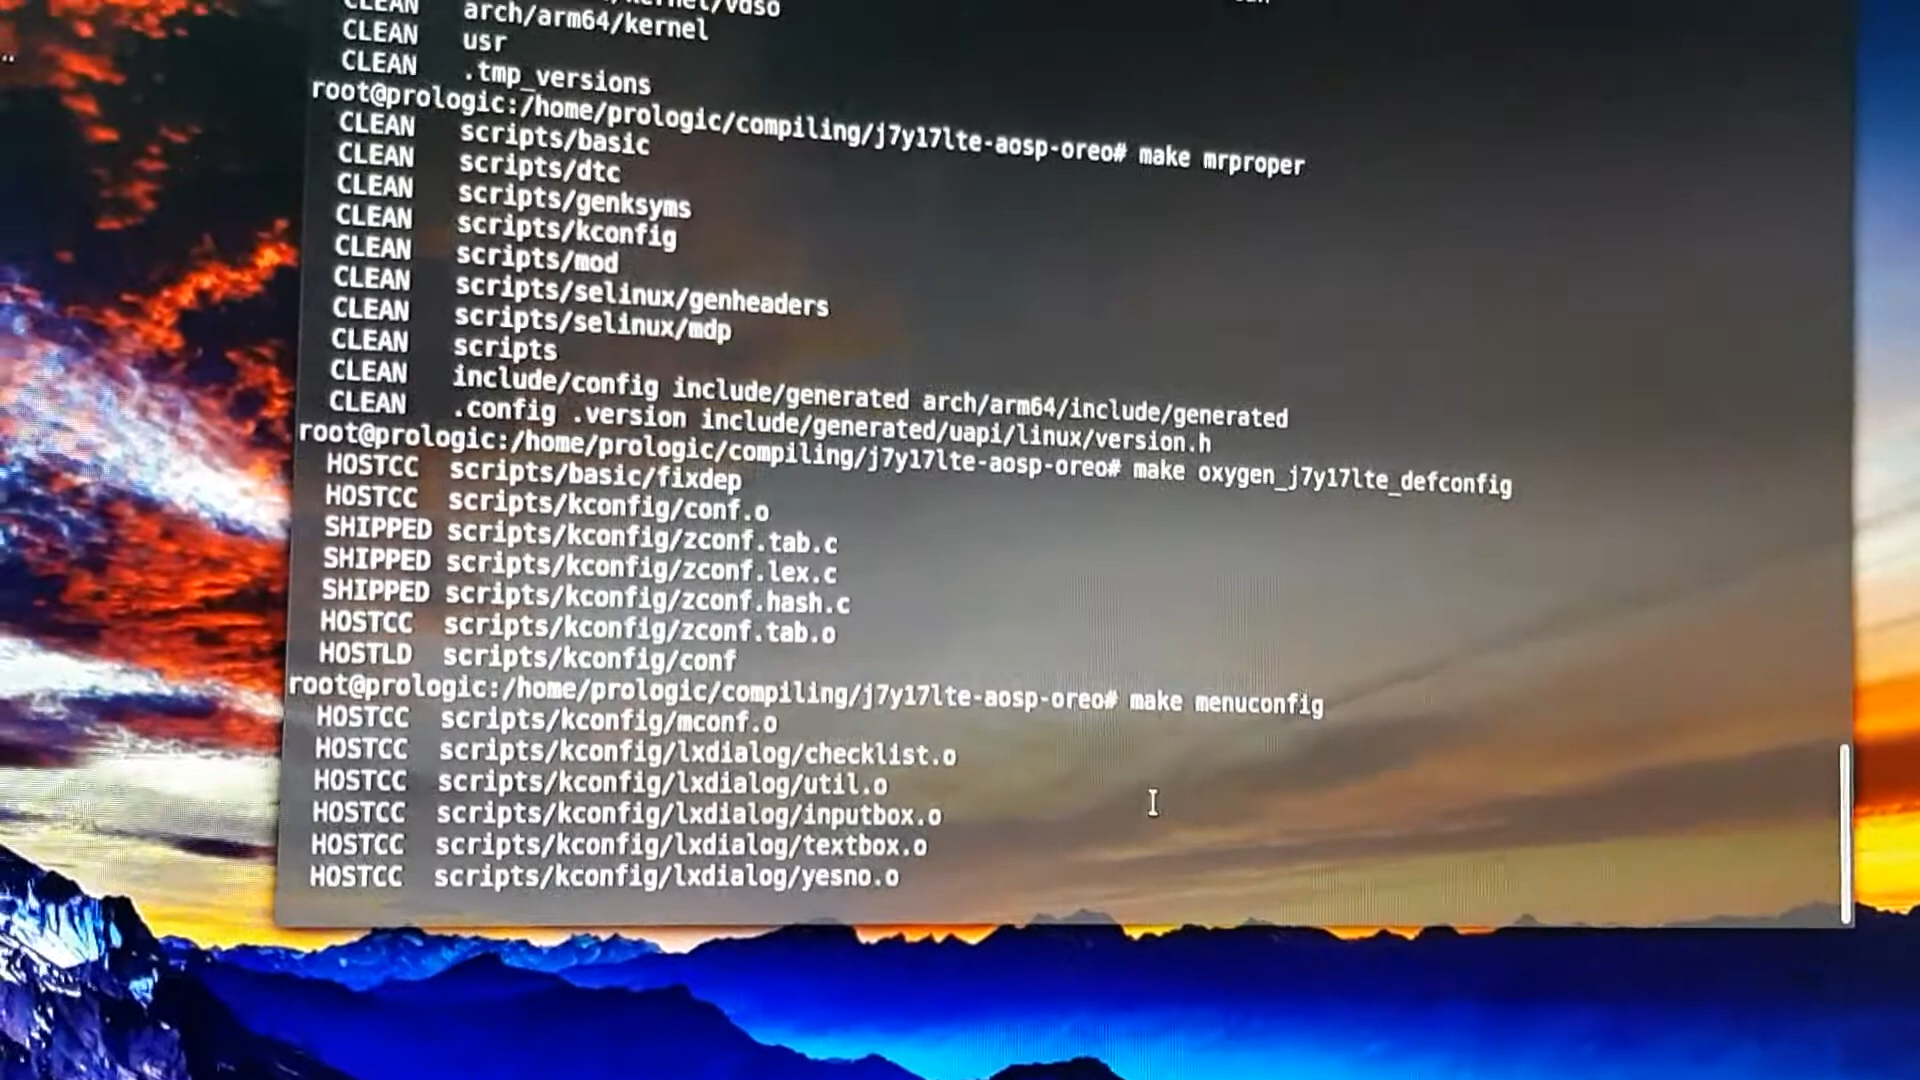 CLEAN arch/arm64/kernel
CLEAN usr
CLEAN .tmp_versions
root@prologic:/home/prologic/compiling/j7y17lte-aosp-oreo# make mrproper
CLEAN scripts/basic
CLEAN scripts/dtc
CLEAN scripts/genksyms
CLEAN scripts/kconfig
CLEAN scripts/mod
CLEAN scripts/selinux/genheaders
CLEAN scripts/selinux/mdp
CLEAN scripts
CLEAN include/config include/generated arch/arm64/include/generated
CLEAN .config .version include/generated/uapi/linux/version.h
root@prologic:/home/prologic/compiling/j7y17lte-aosp-oreo# make oxygen_j7y17lte_defconfig
HOSTCC scripts/basic/fixdep
HOSTCC scripts/kconfig/conf.o
SHIPPED scripts/kconfig/zconf.tab.c
SHIPPED scripts/kconfig/zconf.lex.c
SHIPPED scripts/kconfig/zconf.hash.c
HOSTCC scripts/kconfig/zconf.tab.o
HOSTLD scripts/kconfig/conf
root@prologic:/home/prologic/compiling/j7y17lte-aosp-oreo# make menuconfig
HOSTCC scripts/kconfig/mconf.o
HOSTCC scripts/kconfig/lxdialog/checklist.o
HOSTCC scripts/kconfig/lxdialog/util.o
HOSTCC scripts/kconfig/lxdialog/inputbox.o
HOSTCC scripts/kconfig/lxdialog/textbox.o
HOSTCC scripts/kconfig/lxdialog/yesno.o